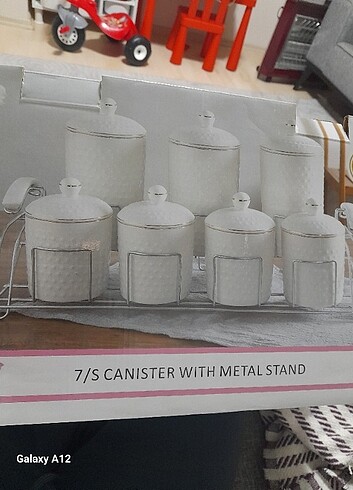 7/S CANISTER WITH METAL STAND
Galaxy A12